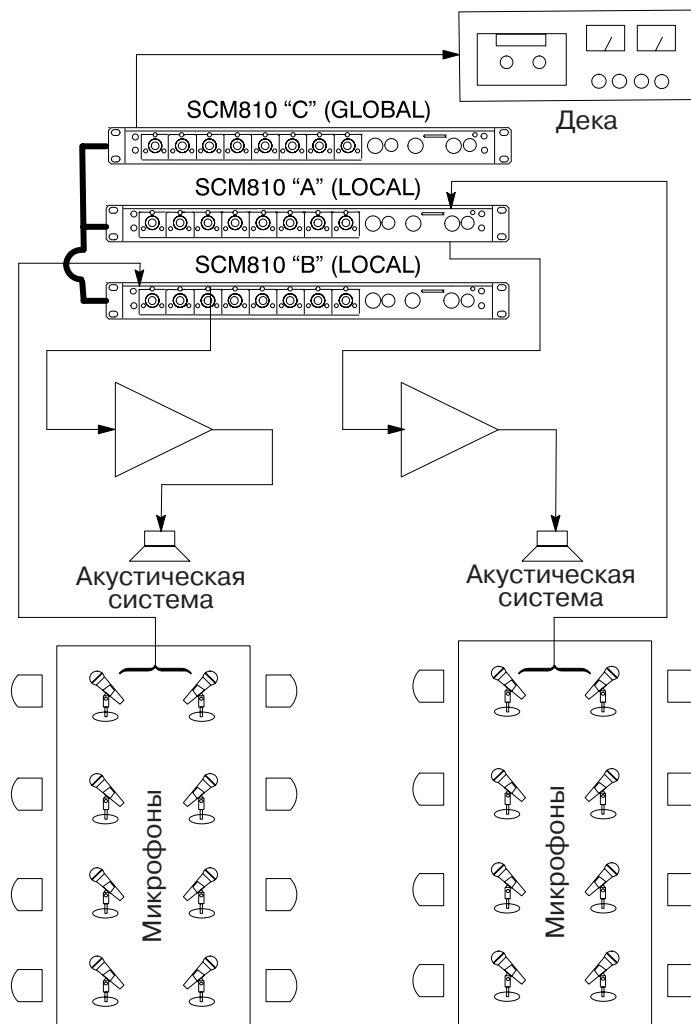 SCM810 “C” (GLOBAL)
Дека
SCM810 “A” (LOCAL)
SCM810 “B” (LOCAL)
Акустическая
система
Акустическая
система
Микрофоны
Микрофоны